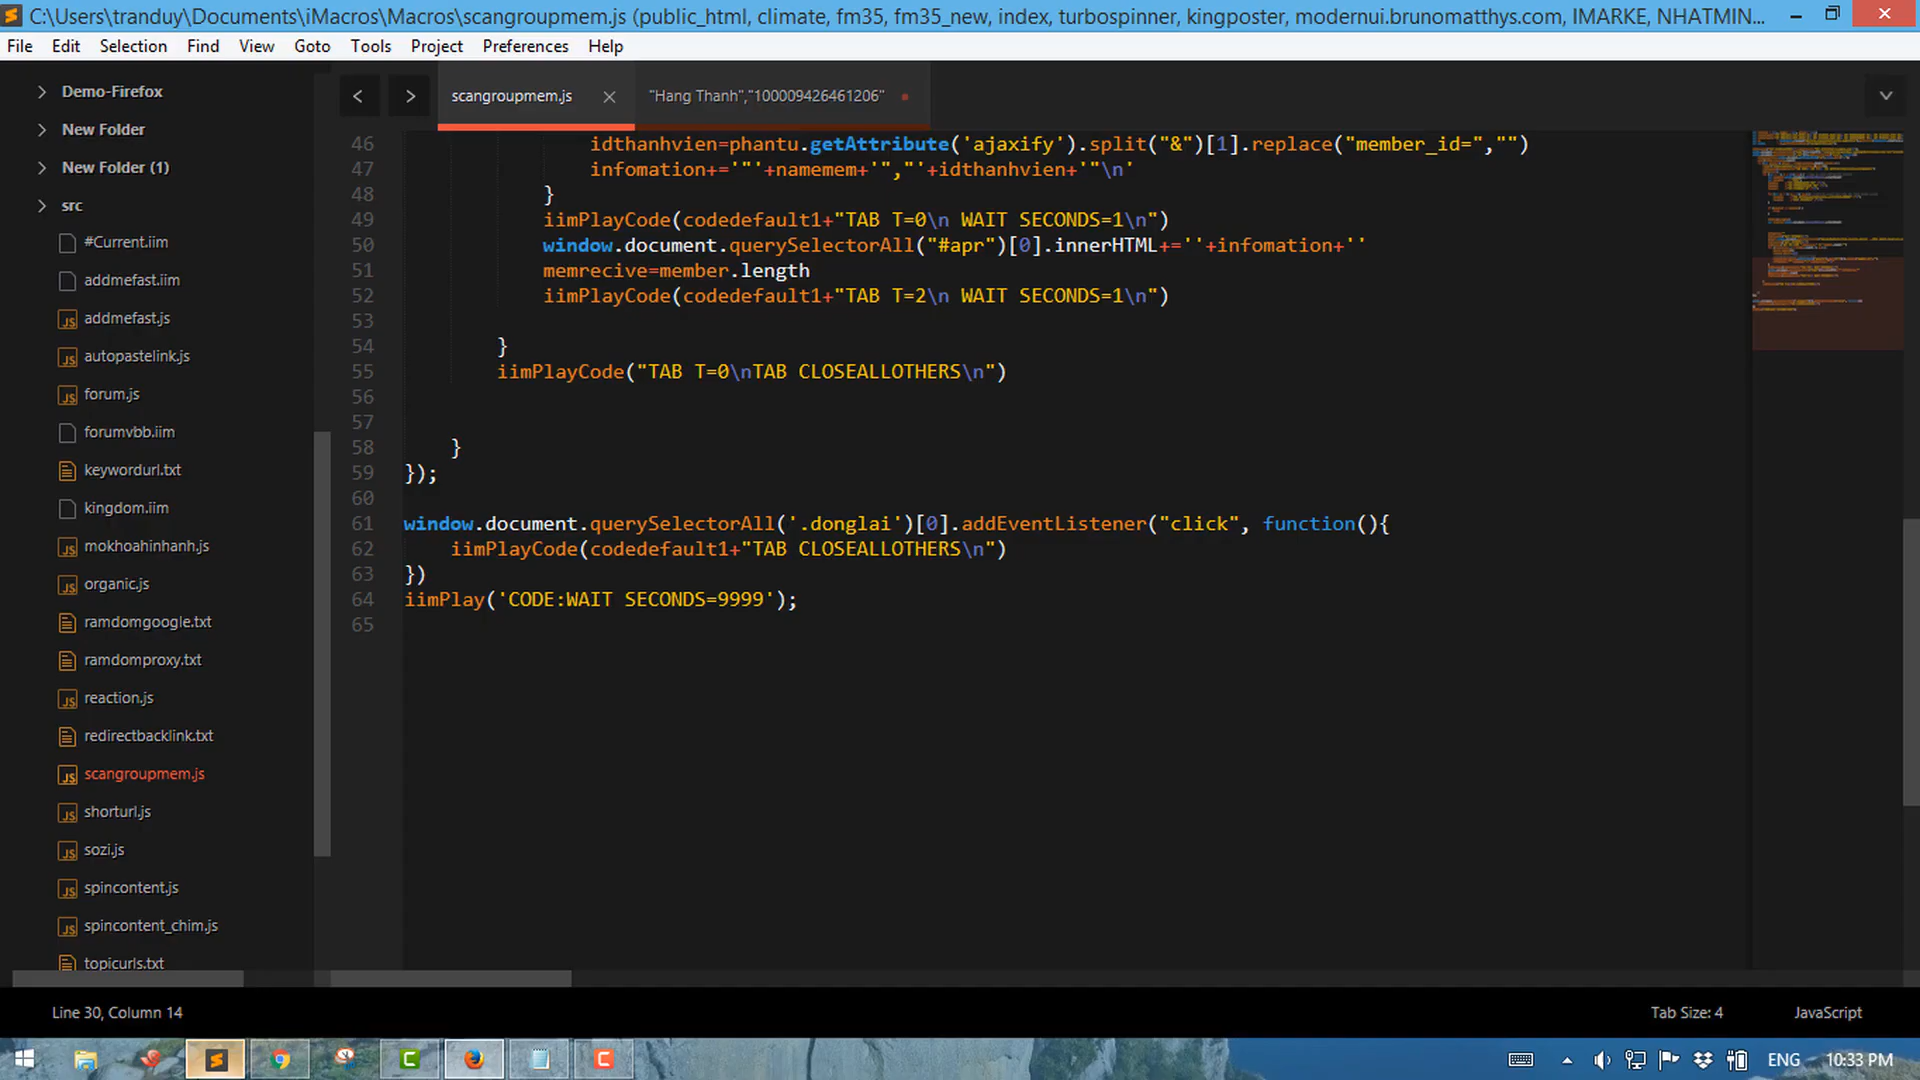 C:\Users\tranduy\Documents\iMacros\Macros\scangroupmem.js (public_html, climate, fm35, fm35_new, index, turbospinner, kingposter, modernui.brunomatthys.com, IMARKE, NHATMIN...
File Edit Selection Find View Goto Tools Project Preferences Help
Demo-Firefox
New Folder
New Folder (1)
src
#Current.iim
addmefast.iim
addmefast.js
autopastelink.js
forum.js
forumvbb.iim
keywordurl.txt
kingdom.iim
mokhoahinhanh.js
organic.js
ramdomgoogle.txt
ramdomproxy.txt
reaction.js
redirectbacklink.txt
scangroupmem.js
shorturl.js
sozi.js
spincontent.js
spincontent_chim.js
topicurls.txt
scangroupmem.js "Hang Thanh","100009426461206"
46 idthanhvien=phantu.getAttribute('ajaxify').split("&")[1].replace("member_id=","")
47 infomation+='"'+namemem+'","'+idthanhvien+'"\n'
48 }
49 iimPlayCode(codedefault1+"TAB T=0\n WAIT SECONDS=1\n")
50 window.document.querySelectorAll("#apr")[0].innerHTML+=''+infomation+''
51 memrecive=member.length
52 iimPlayCode(codedefault1+"TAB T=2\n WAIT SECONDS=1\n")
53
54 }
55 iimPlayCode("TAB T=0\nTAB CLOSEALLOTHERS\n")
56
57
58 }
59 });
60
61 window.document.querySelectorAll('.donglai')[0].addEventListener("click", function(){
62 iimPlayCode(codedefault1+"TAB CLOSEALLOTHERS\n")
63 })
64 iimPlay('CODE:WAIT SECONDS=9999');
65
Line 30, Column 14 Tab Size: 4 JavaScript
ENG 10:33 PM